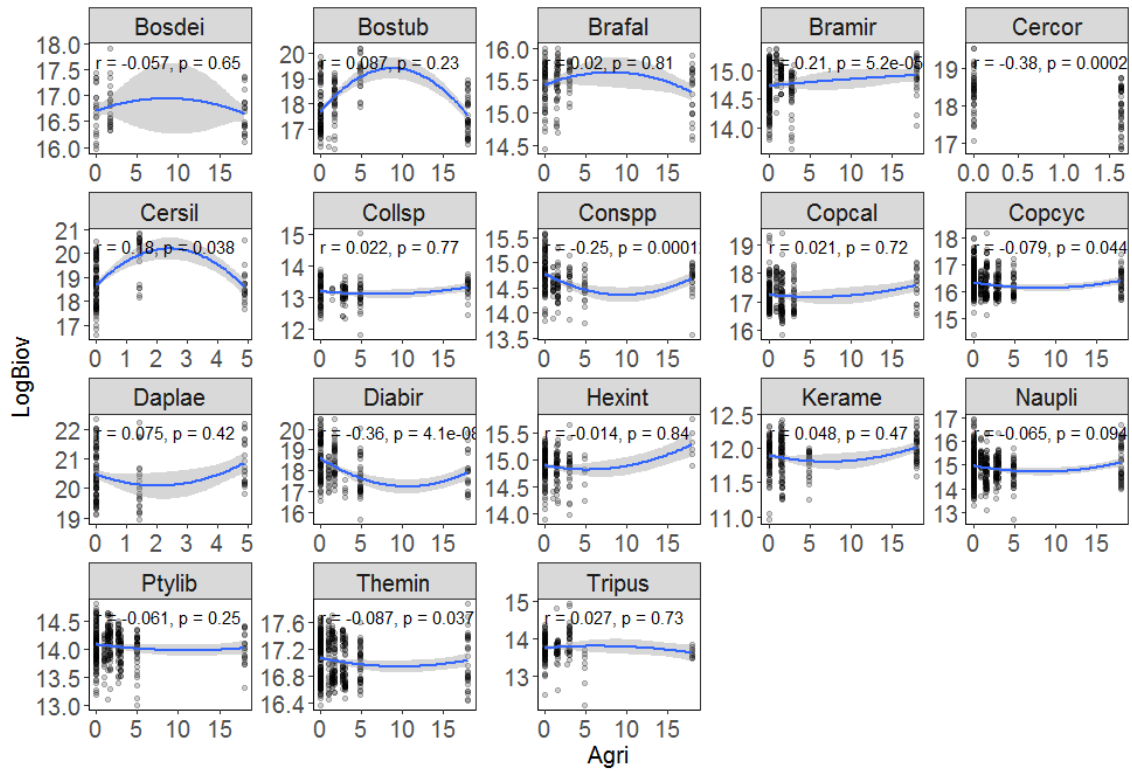 Bosdei Bostub Brafal Bramir Cercor
r = -0.057, p = 0.65 r = 0.087, p = 0.23 r = 0.02, p = 0.81 r = 0.21, p = 5.2e-05 r = -0.38, p = 0.0002
18.0 17.5 17.0 16.5 16.0
20 19 18 17
16.0 15.5 15.0 14.5
15.0 14.5 14.0
19.0 18.5 18.0 17.5 17.0
0 5 10 15 0 5 10 15 0 5 10 15 0 5 10 15 0.0 0.5 1.0 1.5
Cersil Collsp Conspp Copcal Copcyc
r = 0.18, p = 0.038 r = 0.022, p = 0.77 r = -0.25, p = 0.0001 r = 0.021, p = 0.72 r = -0.079, p = 0.044
21 20 19 18 17
15 14 13 12
15.5 15.0 14.5 14.0 13.5
19 18 17 16
18 17 16 15 14
0 1 2 3 4 5 0 5 10 15 0 5 10 15 0 5 10 15 0 5 10 15
LogBiov
Daplae Diabir Hexint Kerame Naupli
r = 0.075, p = 0.42 r = -0.36, p = 4.1e-08 r = -0.014, p = 0.84 r = 0.048, p = 0.47 r = -0.065, p = 0.094
22 21 20 19
20 19 18 17 16 15
15.5 15.0 14.5 14.0
12.5 12.0 11.5 11.0
17 16 15 14 13
0 1 2 3 4 5 0 5 10 15 0 5 10 15 0 5 10 15 0 5 10 15
Ptylib Themin Tripus
r = -0.061, p = 0.25 r = -0.087, p = 0.037 r = 0.027, p = 0.73
14.5 14.0 13.5 13.0
17.6 17.2 16.8 16.4
15 14 13
0 5 10 15 0 5 10 15 0 5 10 15
Agri